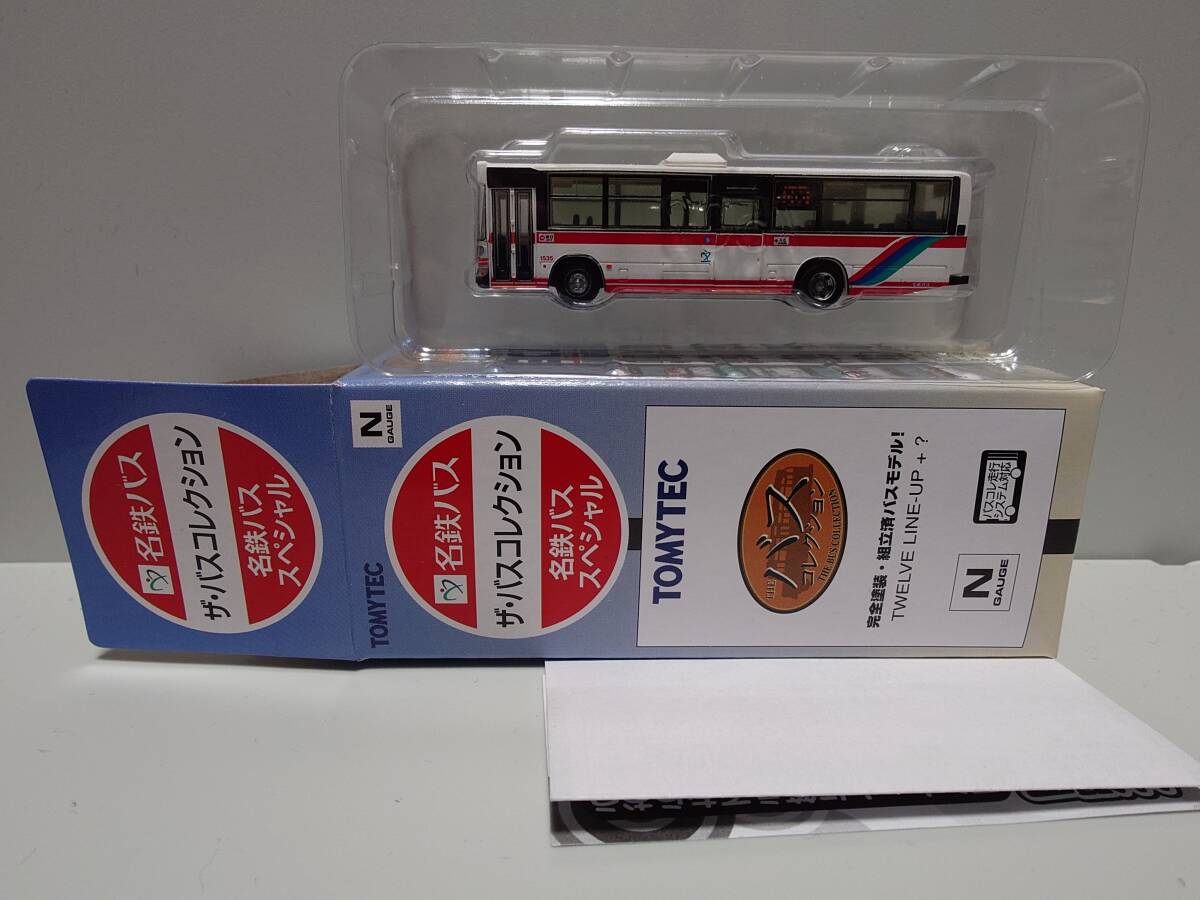 1535
名鉄バス
ザ・バスコレクション
名鉄バス
スペシャル
N
GAUGE
TOMYTEC
名鉄バス
ザ・バスコレクション
名鉄バス
スペシャル
TOMYTEC
THE
バス
コレクション
THE BUS COLLECTION
完全塗装・組立済バスモデル!
TWELVE LINE-UP + ?
バスコレ走行
システム対応
N
GAUGE